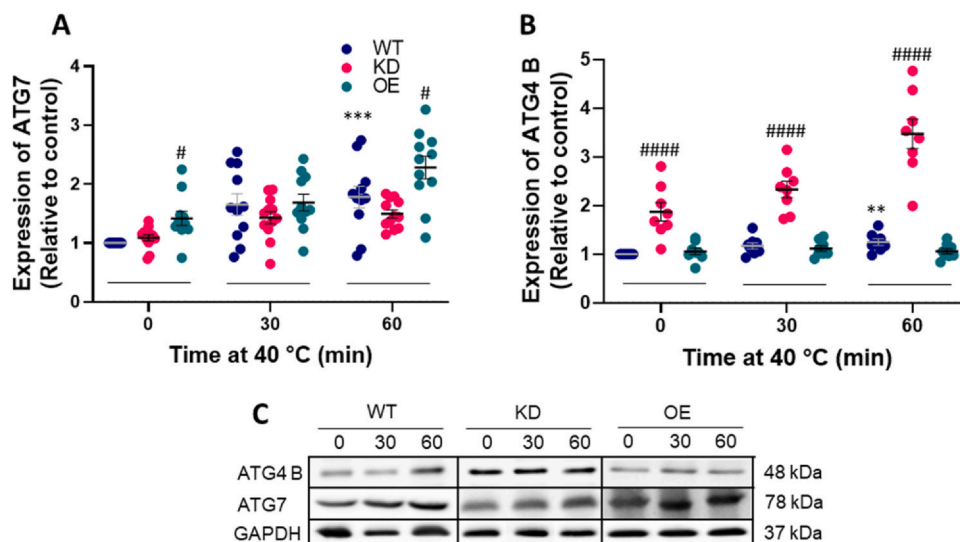 A
Expression of ATG7
(Relative to control)
4
3
2
1
0
WT
KD
OE
#
***
#
0 30 60
Time at 40 °C (min)
B
Expression of ATG4 B
(Relative to control)
5
4
3
2
1
0
####
####
####
**
0 30 60
Time at 40 °C (min)
C
WT KD OE
0 30 60 0 30 60 0 30 60
ATG4 B 48 kDa
ATG7 78 kDa
GAPDH 37 kDa